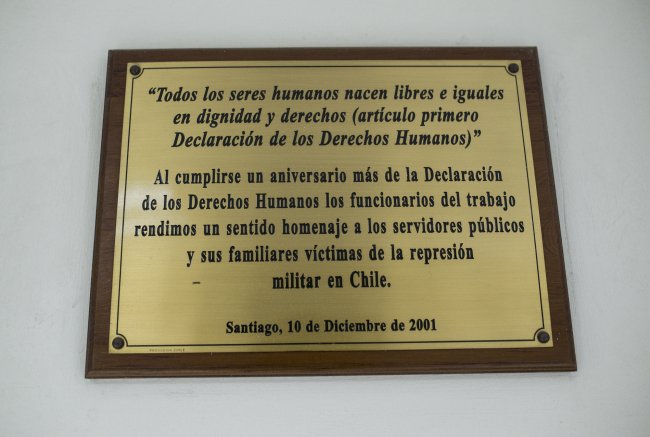 “Todos los seres humanos nacen libres e iguales
en dignidad y derechos (artículo primero
Declaración de los Derechos Humanos)”
Al cumplirse un aniversario más de la Declaración
de los Derechos Humanos los funcionarios del trabajo
rendimos un sentido homenaje a los servidores públicos
y sus familiares víctimas de la represión
militar en Chile.
Santiago, 10 de Diciembre de 2001